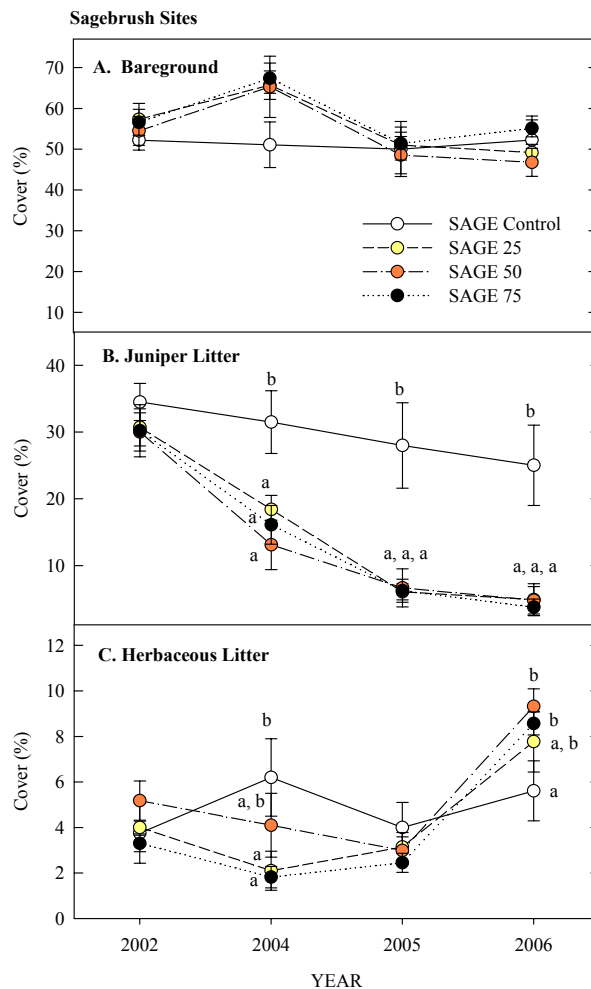 Sagebrush Sites
A. Bareground
70
60
50
40
30
20
10
Cover (%)
SAGE Control
SAGE 25
SAGE 50
SAGE 75
B. Juniper Litter
40
30
20
10
Cover (%)
b
b
b
a
a
a
a, a, a
a, a, a
C. Herbaceous Litter
12
10
8
6
4
2
0
Cover (%)
b
a, b
a
a
b
b
a, b
a
2002 2004 2005 2006
YEAR